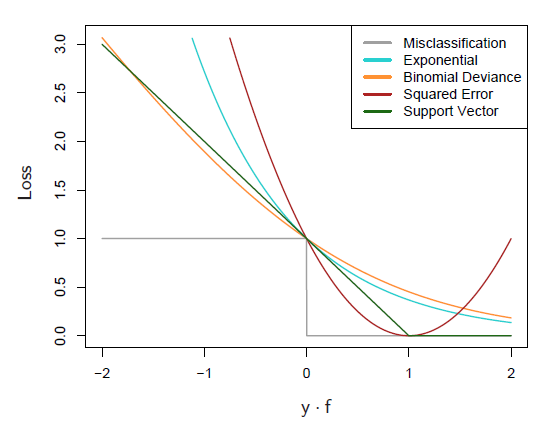 Misclassification
Exponential
Binomial Deviance
Squared Error
Support Vector
Loss
3.0
2.5
2.0
1.5
1.0
0.5
0.0
−2
−1
0
1
2
y · f